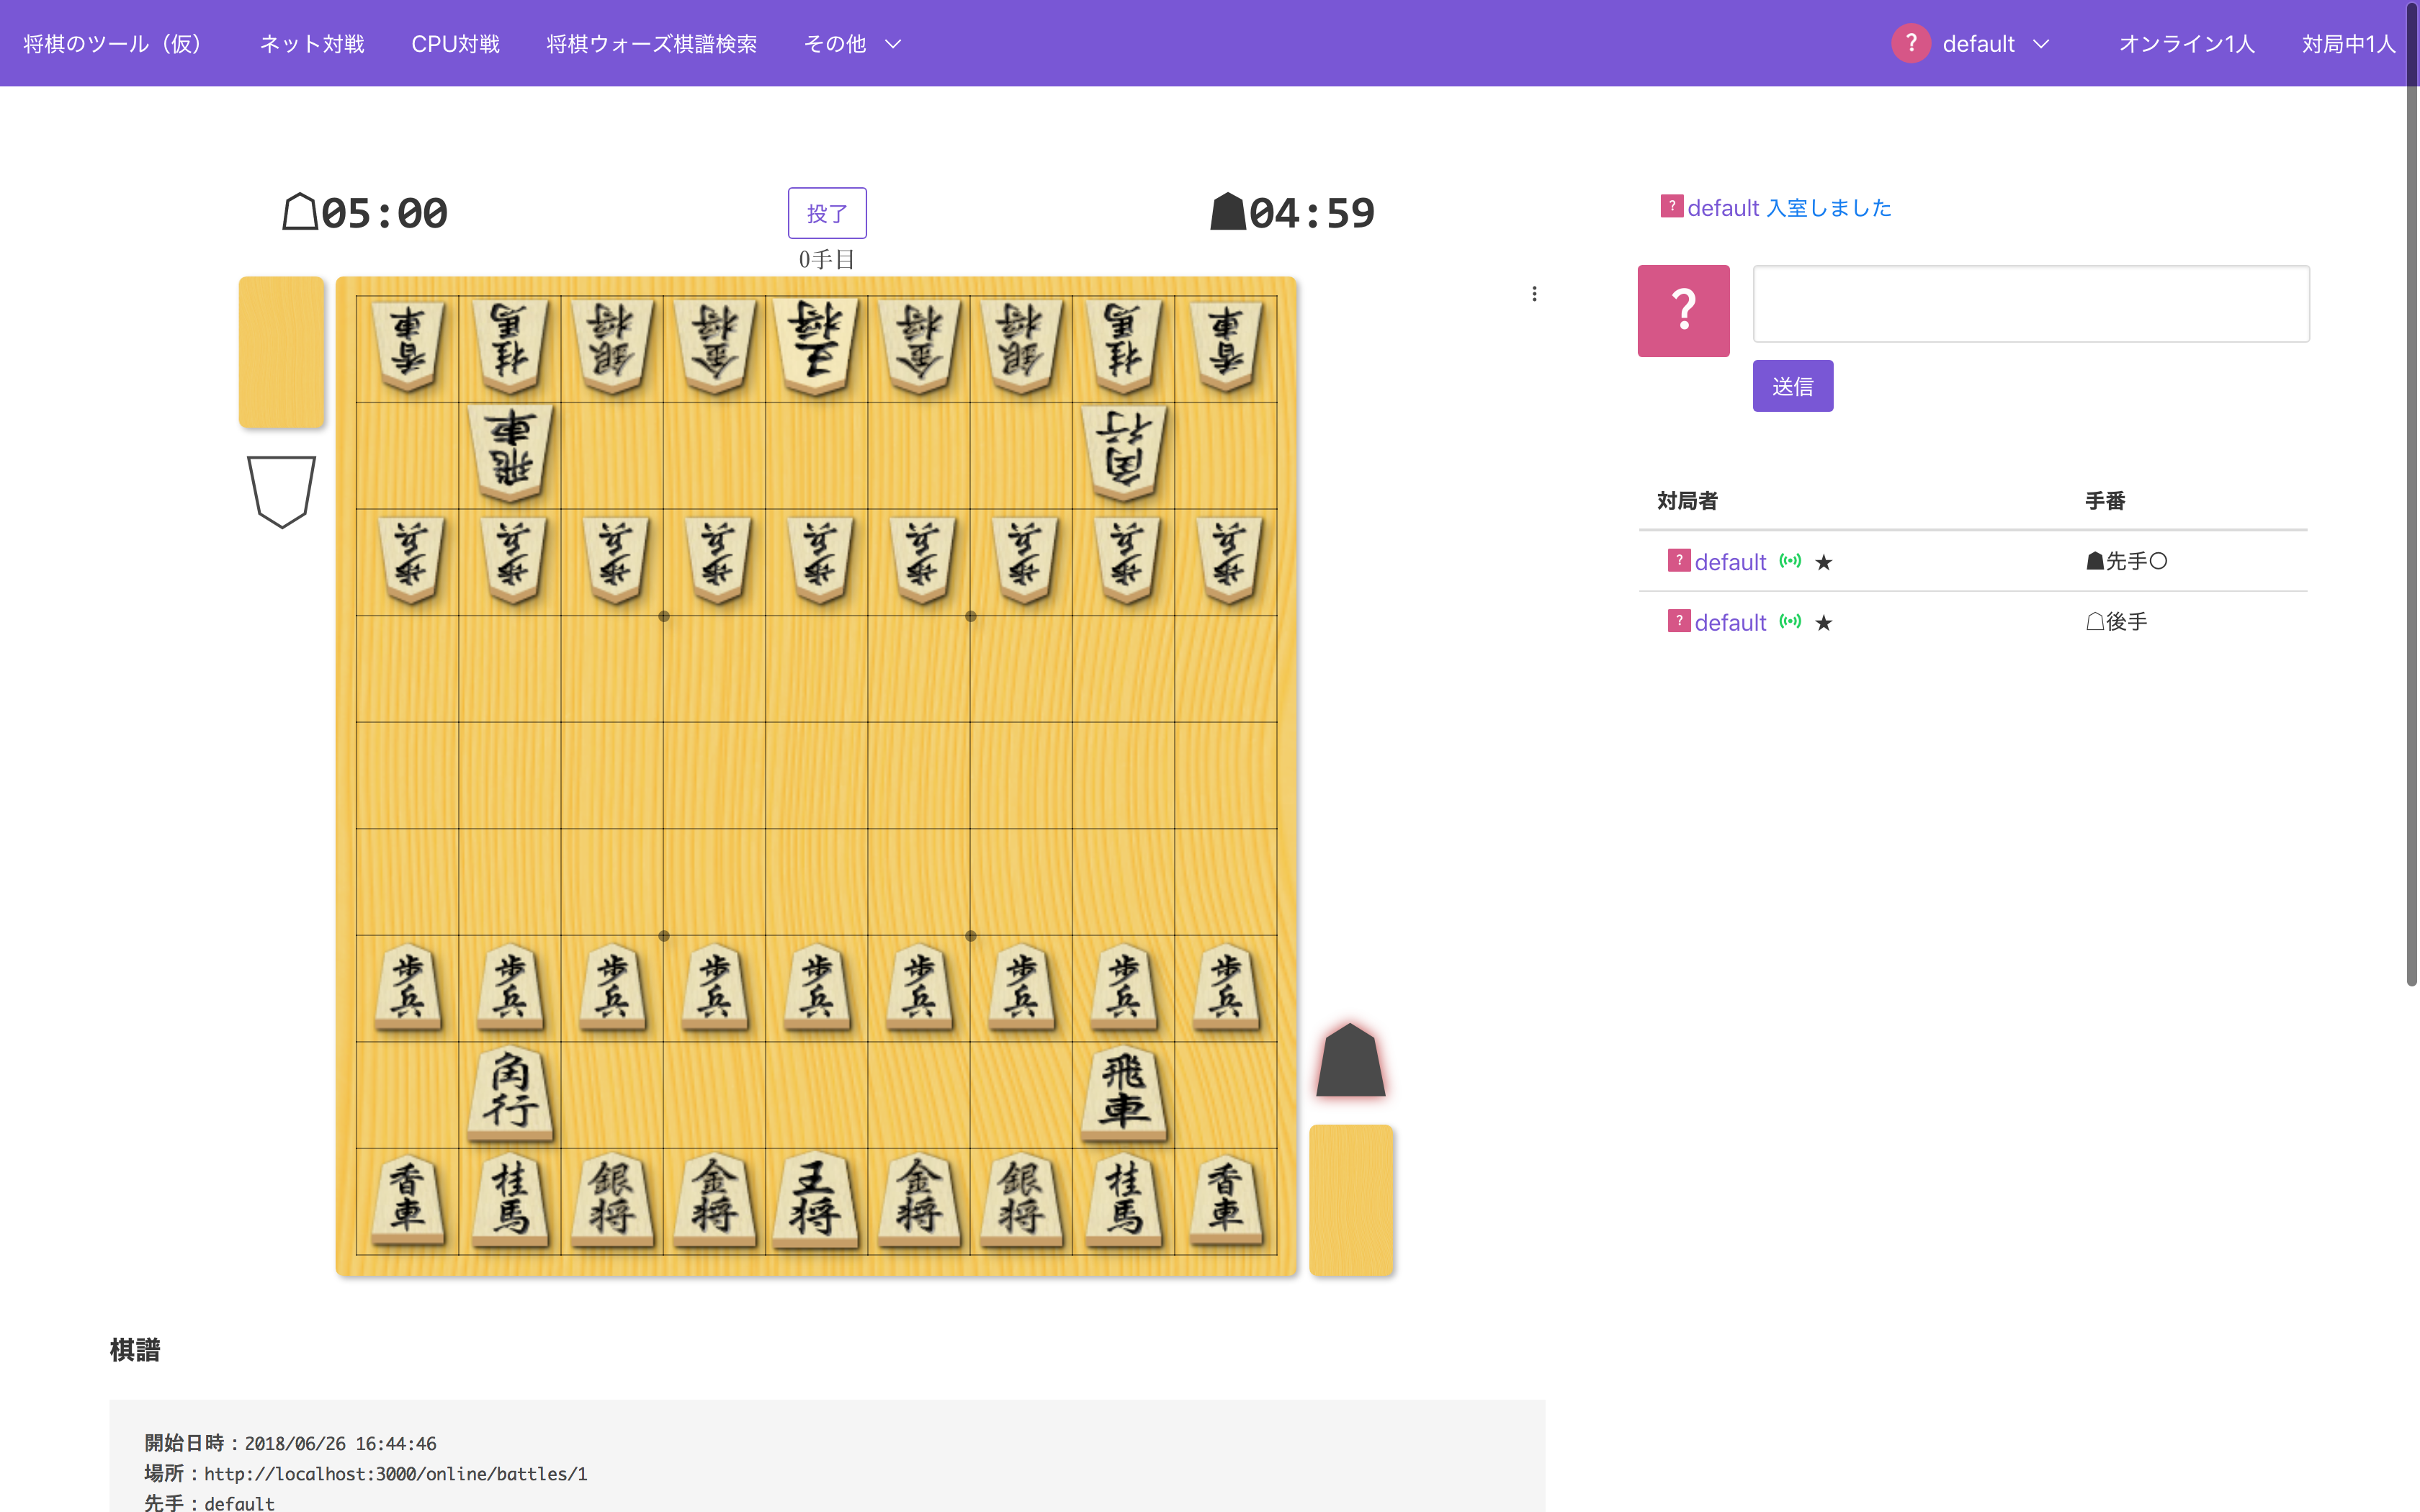 将棋のツール（仮） ネット対戦 CPU対戦 将棋ウォーズ棋譜検索 その他 ? default オンライン1人 対局中1人
☖05:00 投了 ☗04:59
0手目
? default 入室しました
?
送信
香車 桂馬 銀将 金将 王将 金将 銀将 桂馬 香車
飛車 角行
歩兵 歩兵 歩兵 歩兵 歩兵 歩兵 歩兵 歩兵 歩兵
対局者 手番
? default ★ ☗先手○
? default ★ ☖後手
歩兵 歩兵 歩兵 歩兵 歩兵 歩兵 歩兵 歩兵 歩兵
角行 飛車
香車 桂馬 銀将 金将 王将 金将 銀将 桂馬 香車
棋譜
開始日時：2018/06/26 16:44:46
場所：http://localhost:3000/online/battles/1
先手：default